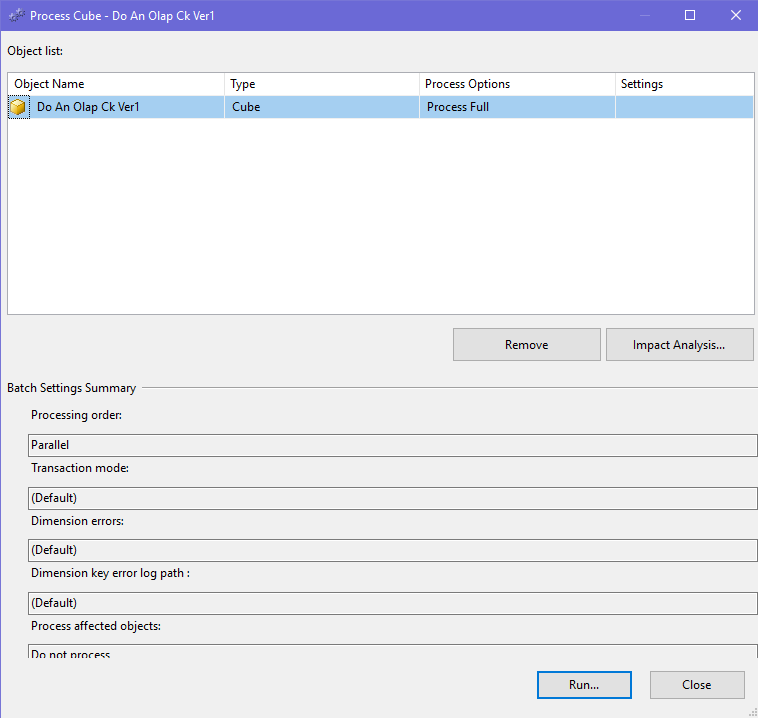 Process Cube - Do An Olap Ck Ver1
Object list:
Object Name Type Process Options Settings
Do An Olap Ck Ver1 Cube Process Full
Remove Impact Analysis...
Batch Settings Summary
Processing order:
Parallel
Transaction mode:
(Default)
Dimension errors:
(Default)
Dimension key error log path :
(Default)
Process affected objects:
Do not process
Run... Close